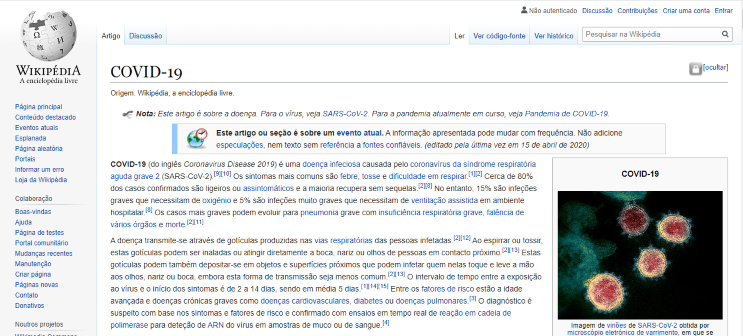 Não autenticado Discussão Contribuições Criar uma conta Entrar
Artigo Discussão Ler Ver código-fonte Ver histórico Pesquisar na Wikipédia
WIKIPÉDIA
A enciclopédia livre
Página principal
Conteúdo destacado
Eventos atuais
Esplanada
Página aleatória
Portais
Informar um erro
Loja da Wikipédia
Colaboração
Boas-vindas
Ajuda
Página de testes
Portal comunitário
Mudanças recentes
Manutenção
Criar página
Páginas novas
Contato
Donativos
Noutros projetos
Wikimedia Commons
COVID-19
[ocultar]
Origem: Wikipédia, a enciclopédia livre.
Nota: Este artigo é sobre a doença. Para o vírus, veja SARS-CoV-2. Para a pandemia atualmente em curso, veja Pandemia de COVID-19.
Este artigo ou seção é sobre um evento atual. A informação apresentada pode mudar com frequência. Não adicione
especulações, nem texto sem referência a fontes confiáveis. (editado pela última vez em 15 de abril de 2020)
COVID-19 (do inglês Coronavirus Disease 2019) é uma doença infeciosa causada pelo coronavírus da síndrome respiratória
aguda grave 2 (SARS-CoV-2).[9][10] Os sintomas mais comuns são febre, tosse e dificuldade em respirar.[1][2] Cerca de 80%
dos casos confirmados são ligeiros ou assintomáticos e a maioria recupera sem sequelas.[2][8] No entanto, 15% são infeções
graves que necessitam de oxigénio e 5% são infeções muito graves que necessitam de ventilação assistida em ambiente
hospitalar.[8] Os casos mais graves podem evoluir para pneumonia grave com insuficiência respiratória grave, falência de
vários órgãos e morte.[2][11]
A doença transmite-se através de gotículas produzidas nas vias respiratórias das pessoas infetadas.[2][12] Ao espirrar ou tossir,
estas gotículas podem ser inaladas ou atingir diretamente a boca, nariz ou olhos de pessoas em contacto próximo.[2][13] Estas
gotículas podem também depositar-se em objetos e superfícies próximos que podem infetar quem nelas toque e leve a mão
aos olhos, nariz ou boca, embora esta forma de transmissão seja menos comum.[2][13] O intervalo de tempo entre a exposição
ao vírus e o início dos sintomas é de 2 a 14 dias, sendo em média 5 dias.[1][14][15] Entre os fatores de risco estão a idade
avançada e doenças crónicas graves como doenças cardiovasculares, diabetes ou doenças pulmonares.[3] O diagnóstico é
suspeito com base nos sintomas e fatores de risco e confirmado com ensaios em tempo real de reação em cadeia de
polimerase para deteção de ARN do vírus em amostras de muco ou de sangue.[4]
COVID-19
Imagem de viriões de SARS-CoV-2 obtida por
microscópio eletrónico de varrimento, em que se